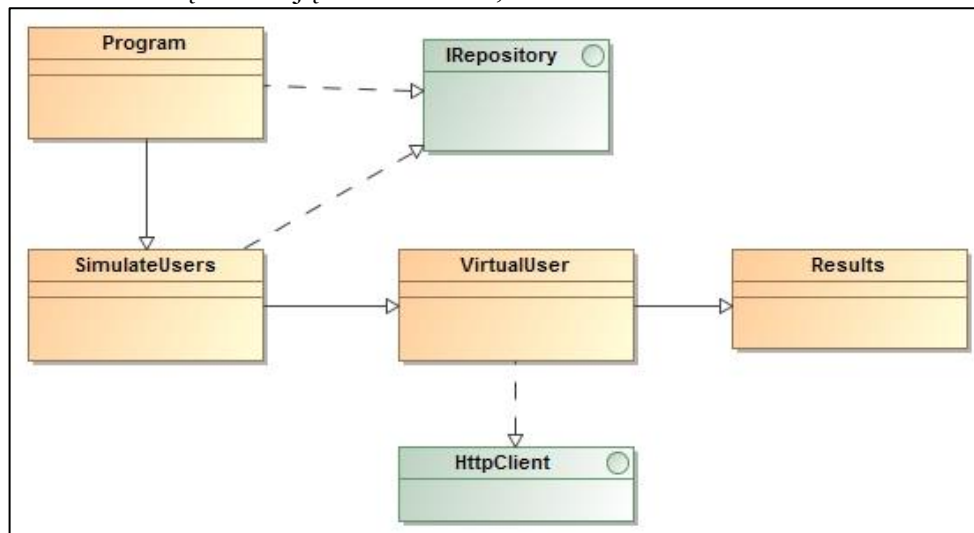 Program
IRepository
SimulateUsers
VirtualUser
Results
HttpClient